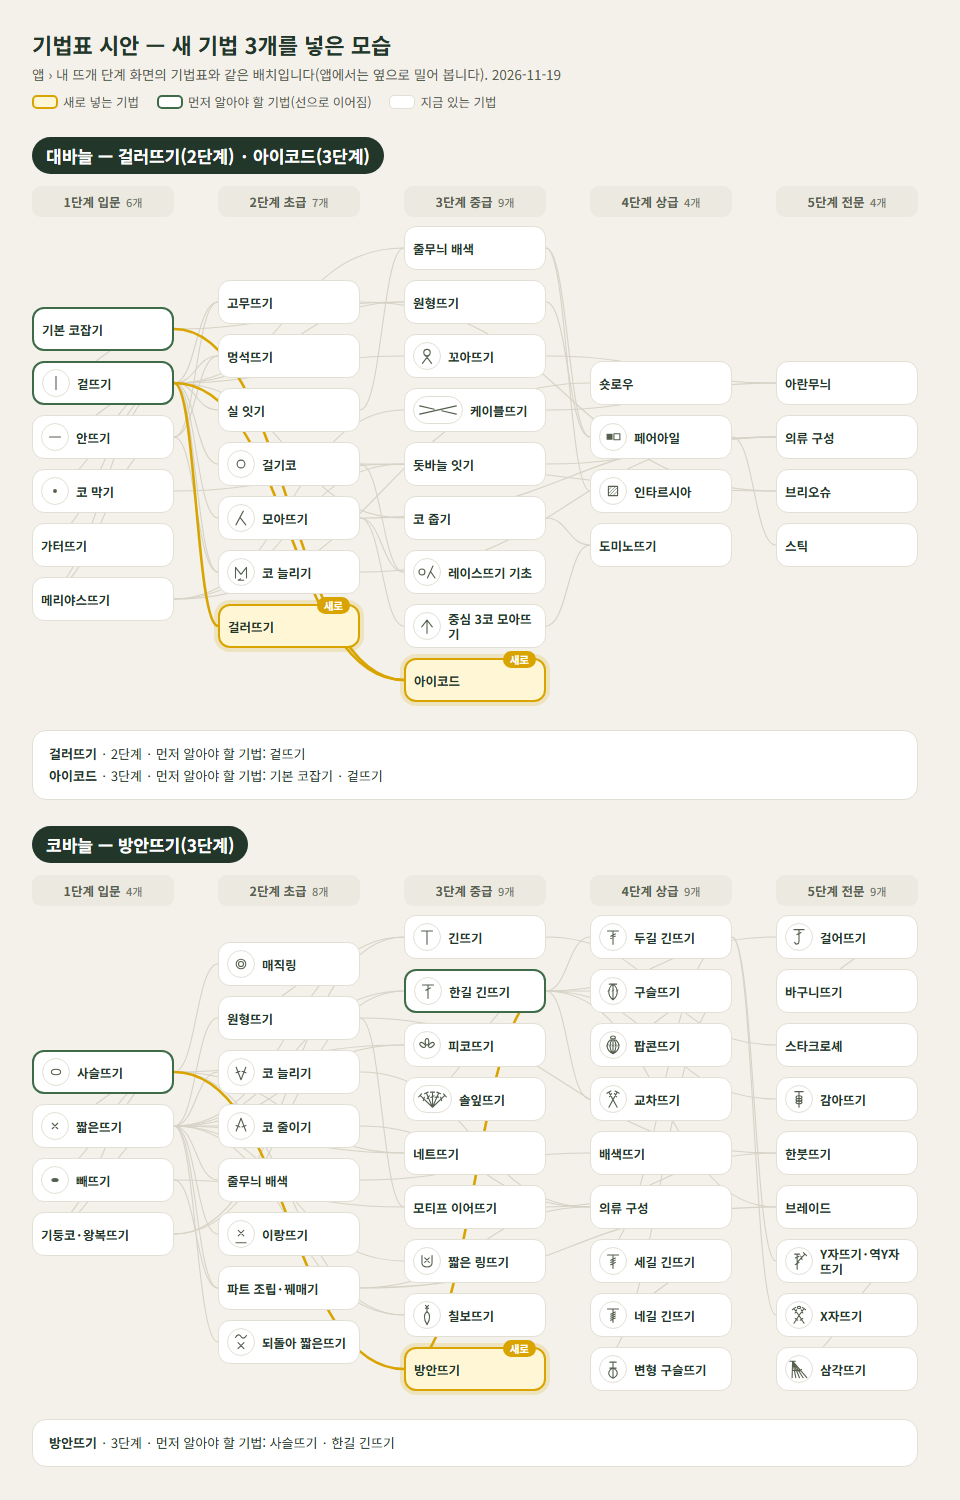 기법표 시안 — 새 기법 3개를 넣은 모습
앱 › 내 뜨개 단계 화면의 기법표와 같은 배치입니다(앱에서는 옆으로 밀어 봅니다). 2026-11-19
새로 넣는 기법
먼저 알아야 할 기법(선으로 이어짐)
지금 있는 기법
대바늘 — 걸러뜨기(2단계) · 아이코드(3단계)
1단계 입문 6개
기본 코잡기
겉뜨기
안뜨기
코 막기
가터뜨기
메리야스뜨기
2단계 초급 7개
고무뜨기
멍석뜨기
실 잇기
걸기코
모아뜨기
코 늘리기
새로
걸러뜨기
3단계 중급 9개
줄무늬 배색
원형뜨기
꼬아뜨기
케이블뜨기
돗바늘 잇기
코 줍기
레이스뜨기 기초
중심 3코 모아뜨
기
새로
아이코드
4단계 상급 4개
숏로우
페어아일
인타르시아
도미노뜨기
5단계 전문 4개
아란무늬
의류 구성
브리오슈
스틱
걸러뜨기 · 2단계 · 먼저 알아야 할 기법: 겉뜨기
아이코드 · 3단계 · 먼저 알아야 할 기법: 기본 코잡기 · 겉뜨기
코바늘 — 방안뜨기(3단계)
1단계 입문 4개
사슬뜨기
짧은뜨기
빼뜨기
기둥코·왕복뜨기
2단계 초급 8개
매직링
원형뜨기
코 늘리기
코 줄이기
줄무늬 배색
이랑뜨기
파트 조립·꿰매기
되돌아 짧은뜨기
3단계 중급 9개
긴뜨기
한길 긴뜨기
피코뜨기
솔잎뜨기
네트뜨기
모티프 이어뜨기
짧은 링뜨기
칠보뜨기
새로
방안뜨기
4단계 상급 9개
두길 긴뜨기
구슬뜨기
팝콘뜨기
교차뜨기
배색뜨기
의류 구성
세길 긴뜨기
네길 긴뜨기
변형 구슬뜨기
5단계 전문 9개
걸어뜨기
바구니뜨기
스타크로셰
감아뜨기
한붓뜨기
브레이드
Y자뜨기·역Y자
뜨기
X자뜨기
삼각뜨기
방안뜨기 · 3단계 · 먼저 알아야 할 기법: 사슬뜨기 · 한길 긴뜨기